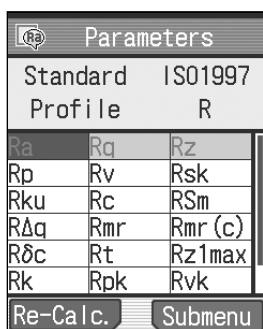 Ra Parameters
Standard ISO1997
Profile R
Ra Rq Rz
Rp Rv Rsk
Rku Rc RSm
RΔq Rmr Rmr(c)
Rδc Rt Rz1max
Rk Rpk Rvk
Re-Calc. Submenu